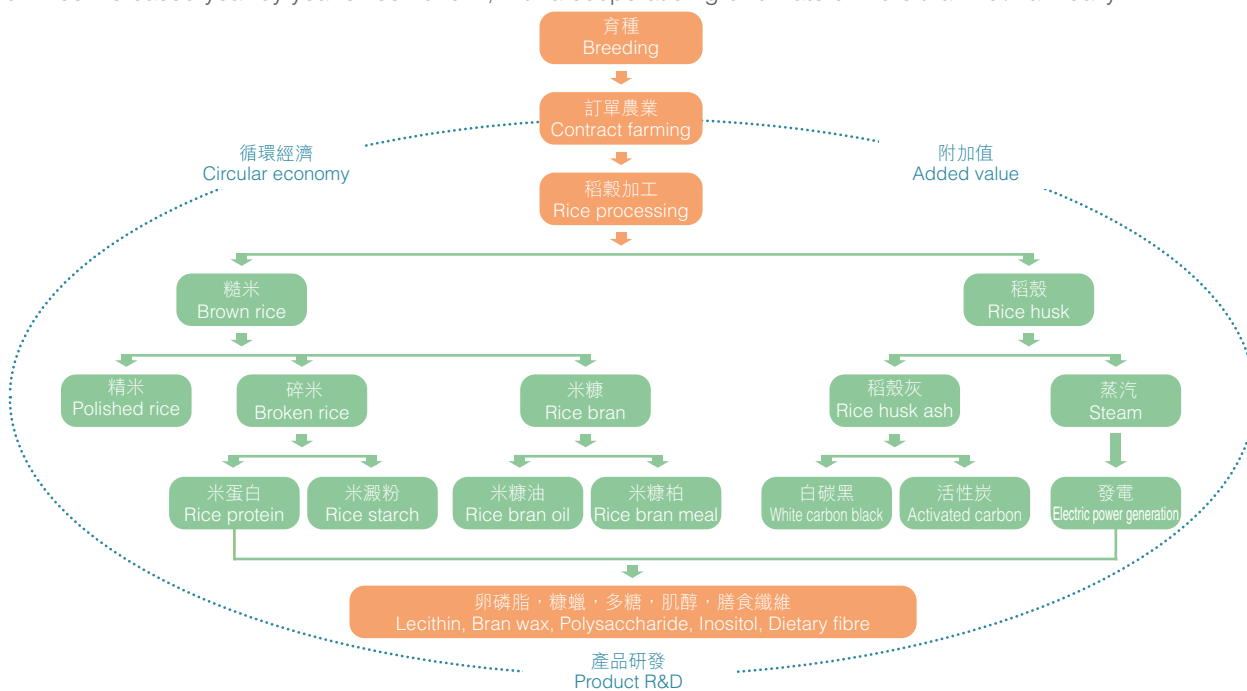 育種
Breeding
訂單農業
Contract farming
循環經濟
Circular economy
附加值
Added value
稻穀加工
Rice processing
糙米
Brown rice
稻殼
Rice husk
精米
Polished rice
碎米
Broken rice
米糠
Rice bran
稻殼灰
Rice husk ash
蒸汽
Steam
米蛋白
Rice protein
米澱粉
Rice starch
米糠油
Rice bran oil
米糠柏
Rice bran meal
白碳黑
White carbon black
活性炭
Activated carbon
發電
Electric power generation
卵磷脂，糠蠟，多糖，肌醇，膳食纖維
Lecithin, Bran wax, Polysaccharide, Inositol, Dietary fibre
產品研發
Product R&D